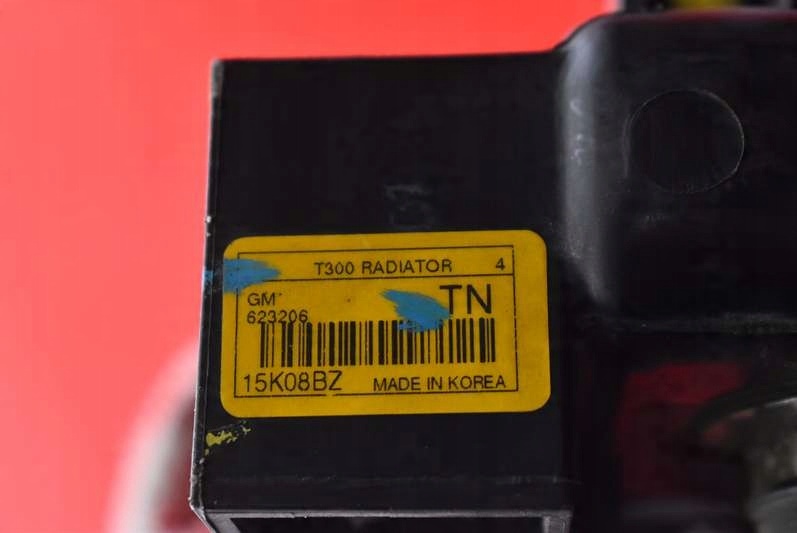 T300 RADIATOR 4
GM TN
623206
15K08BZ MADE IN KOREA